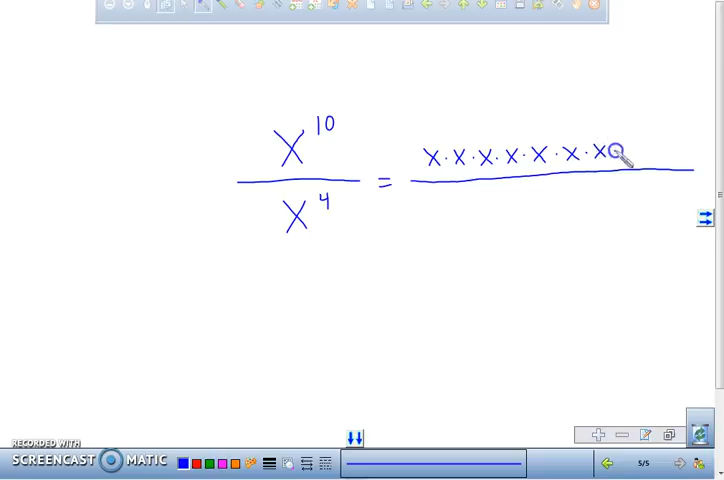 X^10 / X^4 = X · X · X · X · X · X · X
5/5
RECORDED WITH
SCREENCAST MATIC